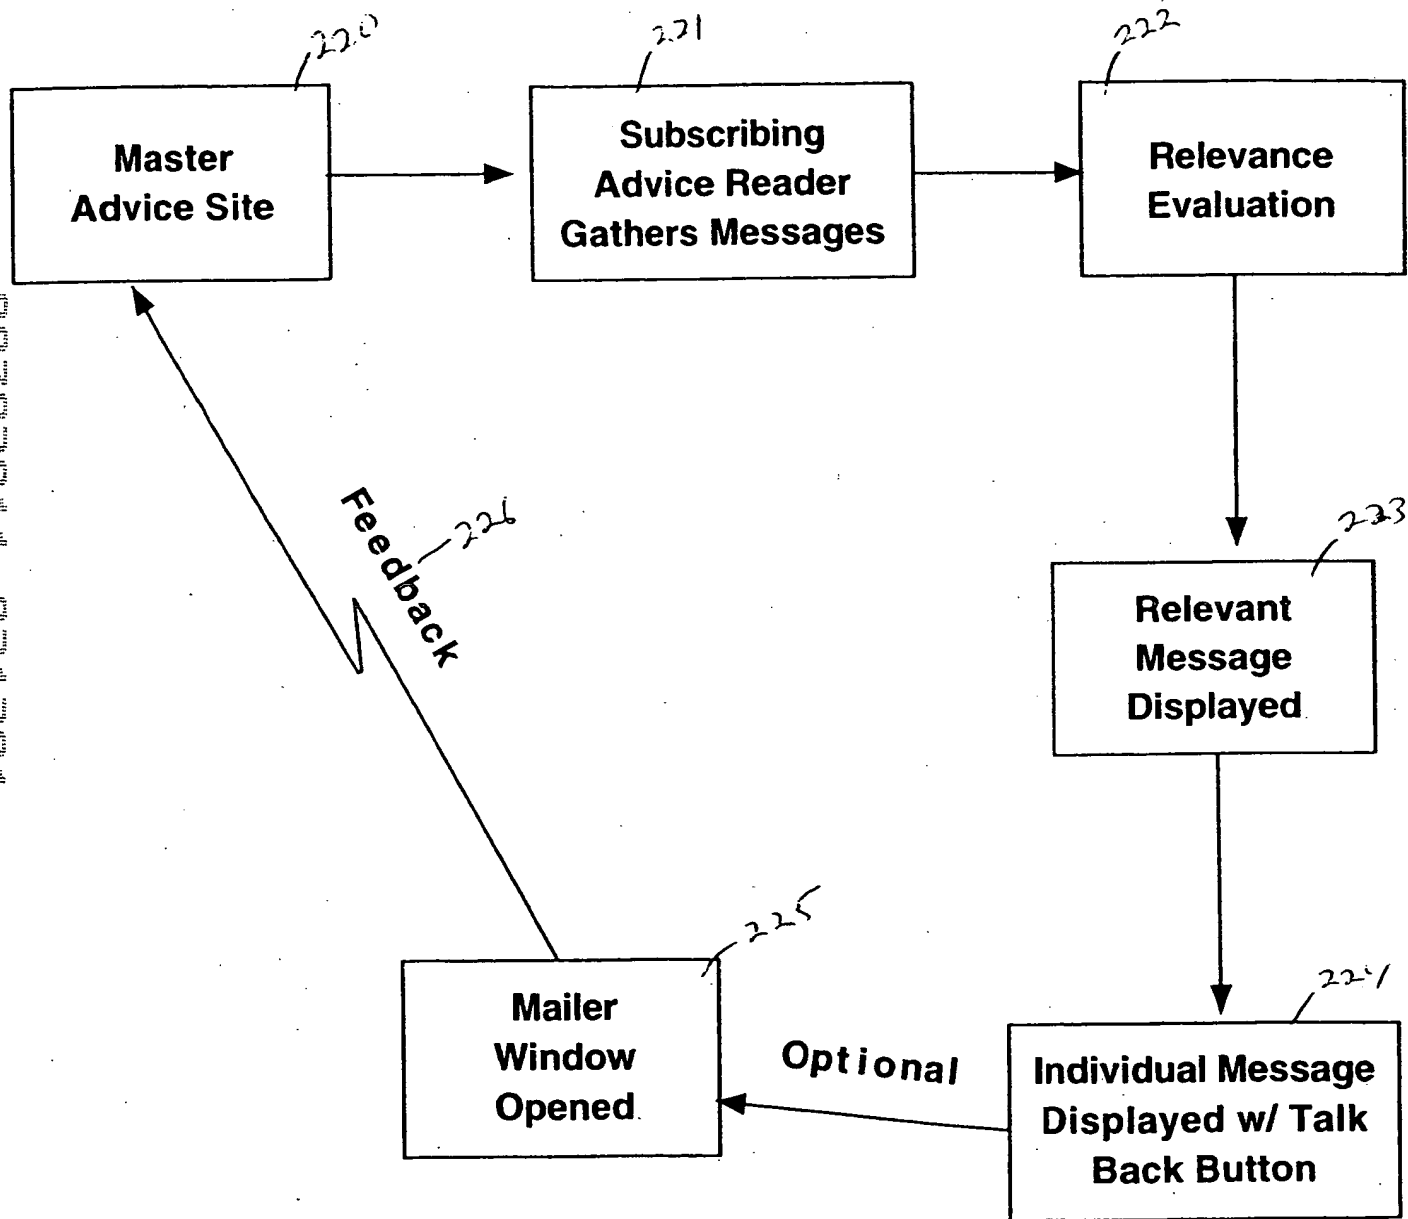 220
221
222
Master
Advice Site
Subscribing
Advice Reader
Gathers Messages
Relevance
Evaluation
Feedback
226
223
Relevant
Message
Displayed
225
224
Mailer
Window
Opened
Optional
Individual Message
Displayed w/ Talk
Back Button